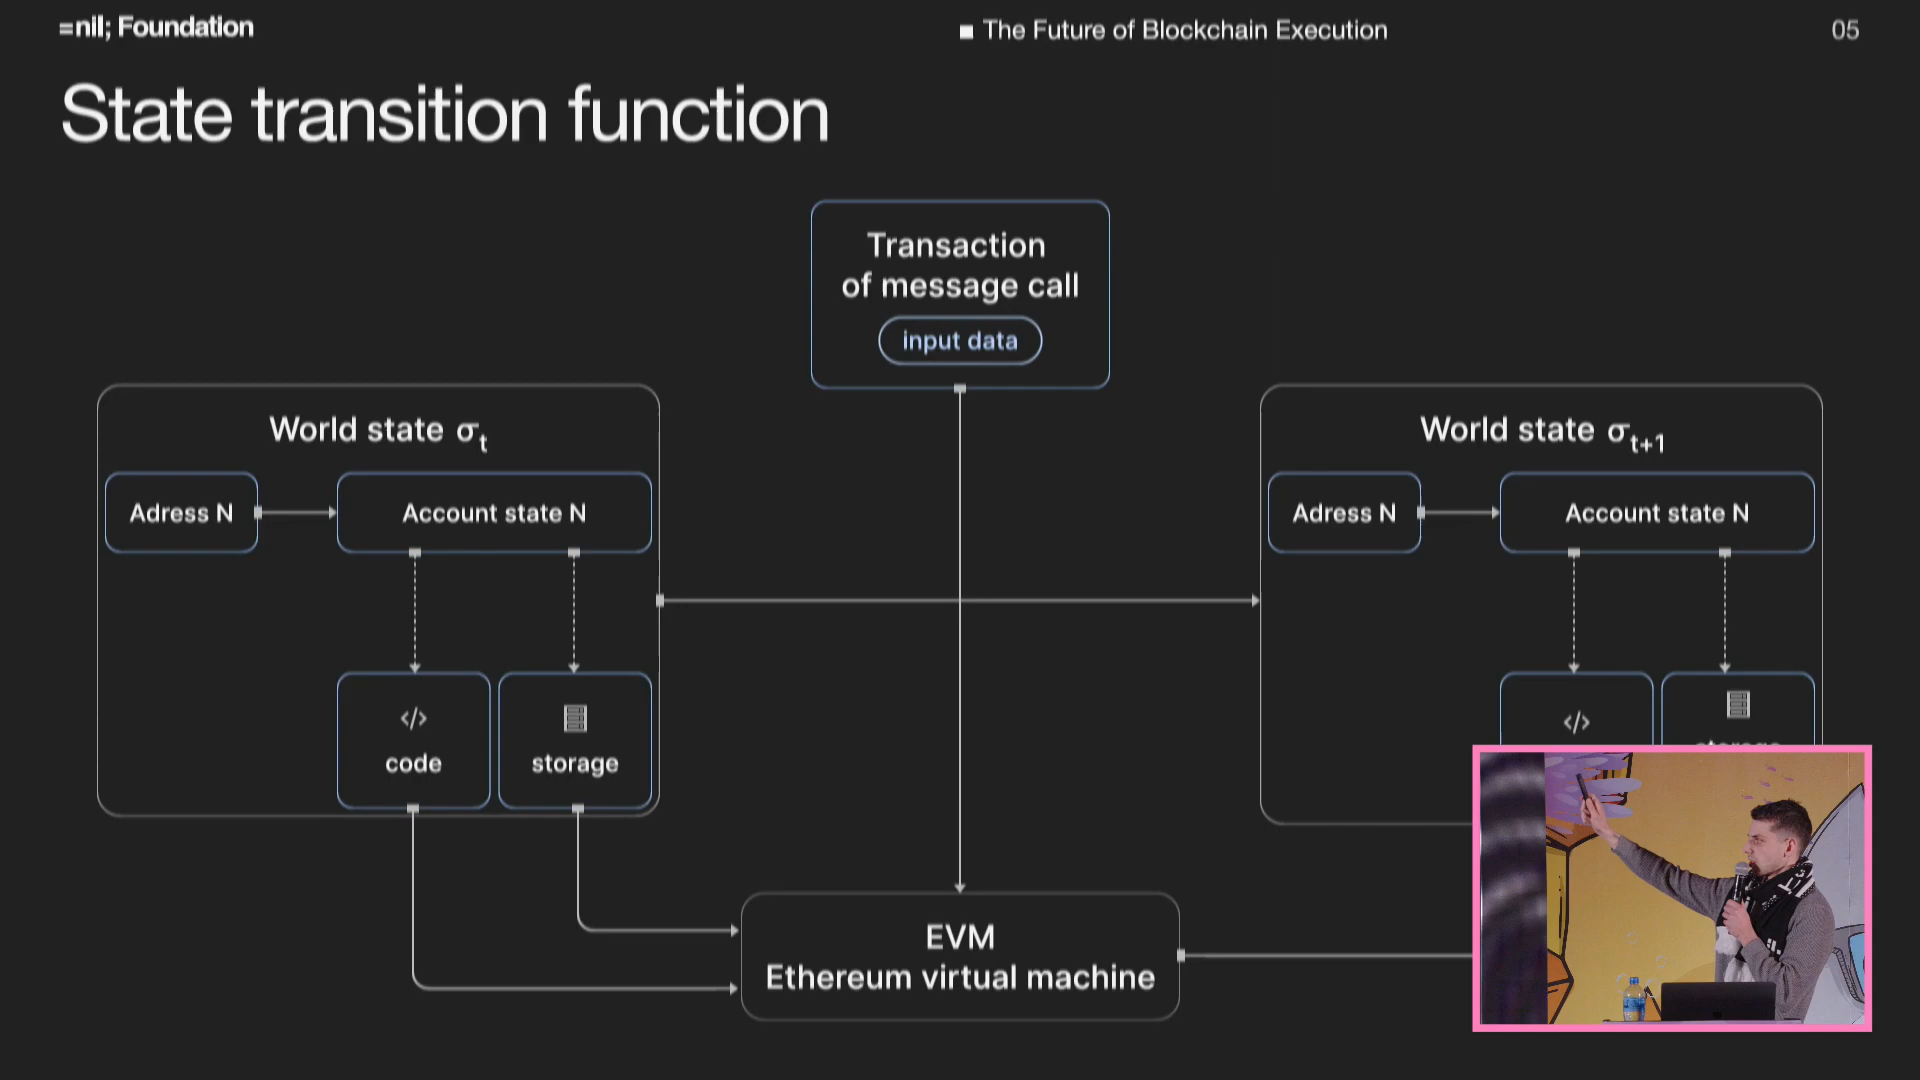 =nil; Foundation
The Future of Blockchain Execution
05
State transition function
Transaction
of message call
input data
World state σt
Adress N
Account state N
</>
code
storage
World state σt+1
Adress N
Account state N
</>
EVM
Ethereum virtual machine